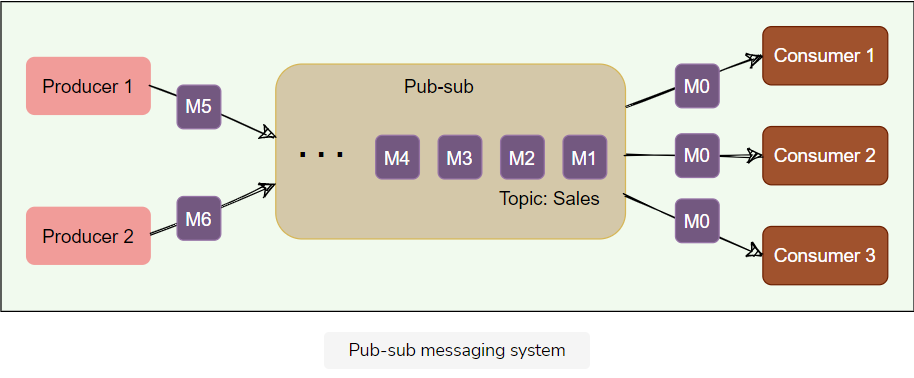 Producer 1
M5
Producer 2
M6
Pub-sub
... M4 M3 M2 M1
Topic: Sales
M0
M0
M0
Consumer 1
Consumer 2
Consumer 3
Pub-sub messaging system